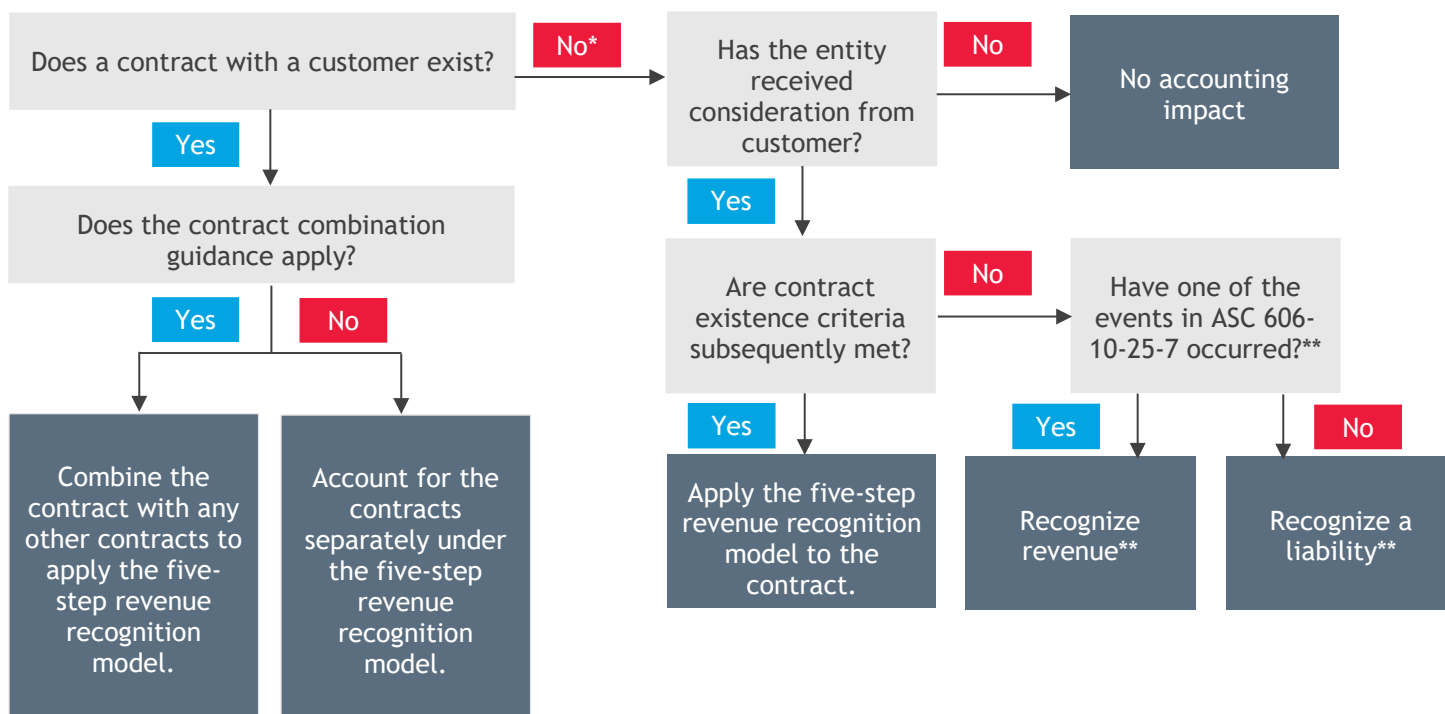 Does a contract with a customer exist?
No*
Has the entity
received
consideration from
customer?
No
No accounting
impact
Yes
Does the contract combination
guidance apply?
Yes
No
Combine the
contract with any
other contracts to
apply the five-
step revenue
recognition
model.
Account for the
contracts
separately under
the five-step
revenue
recognition
model.
Yes
Are contract
existence criteria
subsequently met?
No
Have one of the
events in ASC 606-
10-25-7 occurred?**
Yes
Apply the five-step
revenue recognition
model to the
contract.
Yes
Recognize
revenue**
No
Recognize a
liability**